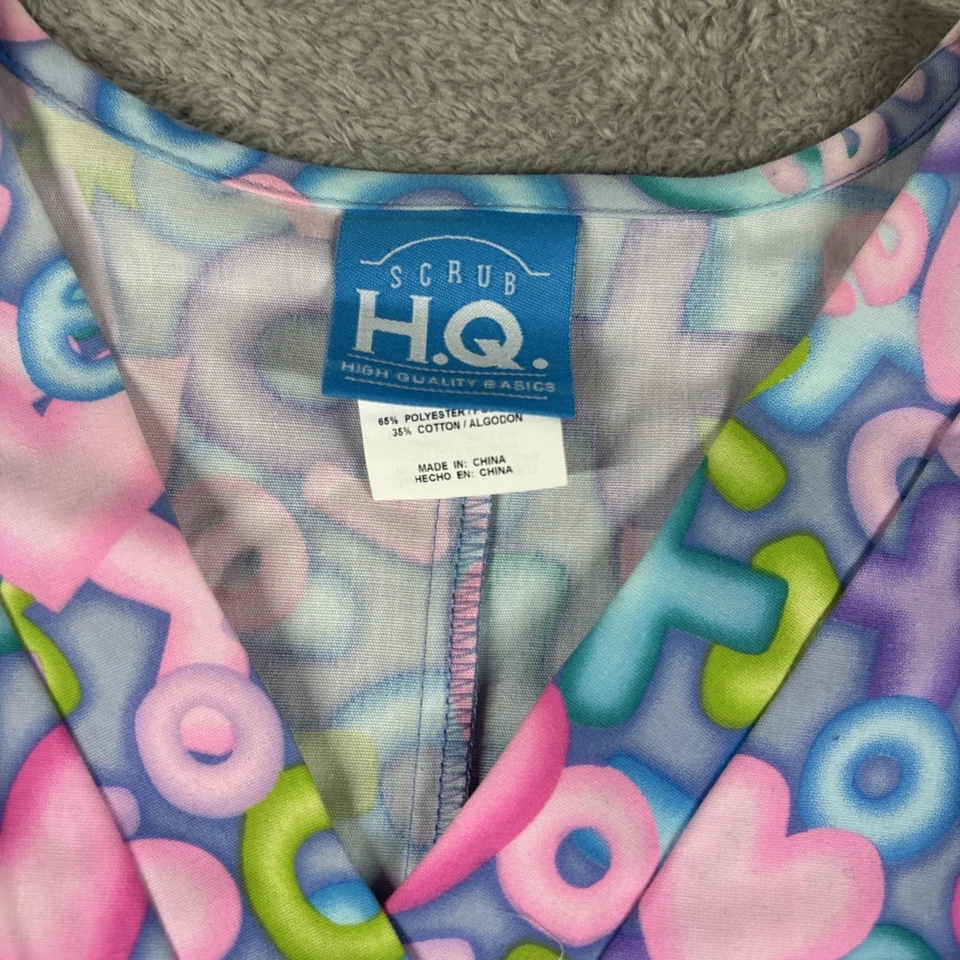 SCRUB
H.Q.
HIGH QUALITY BASICS
65% POLYESTER /
35% COTTON / ALGODON
MADE IN: CHINA
HECHO EN: CHINA